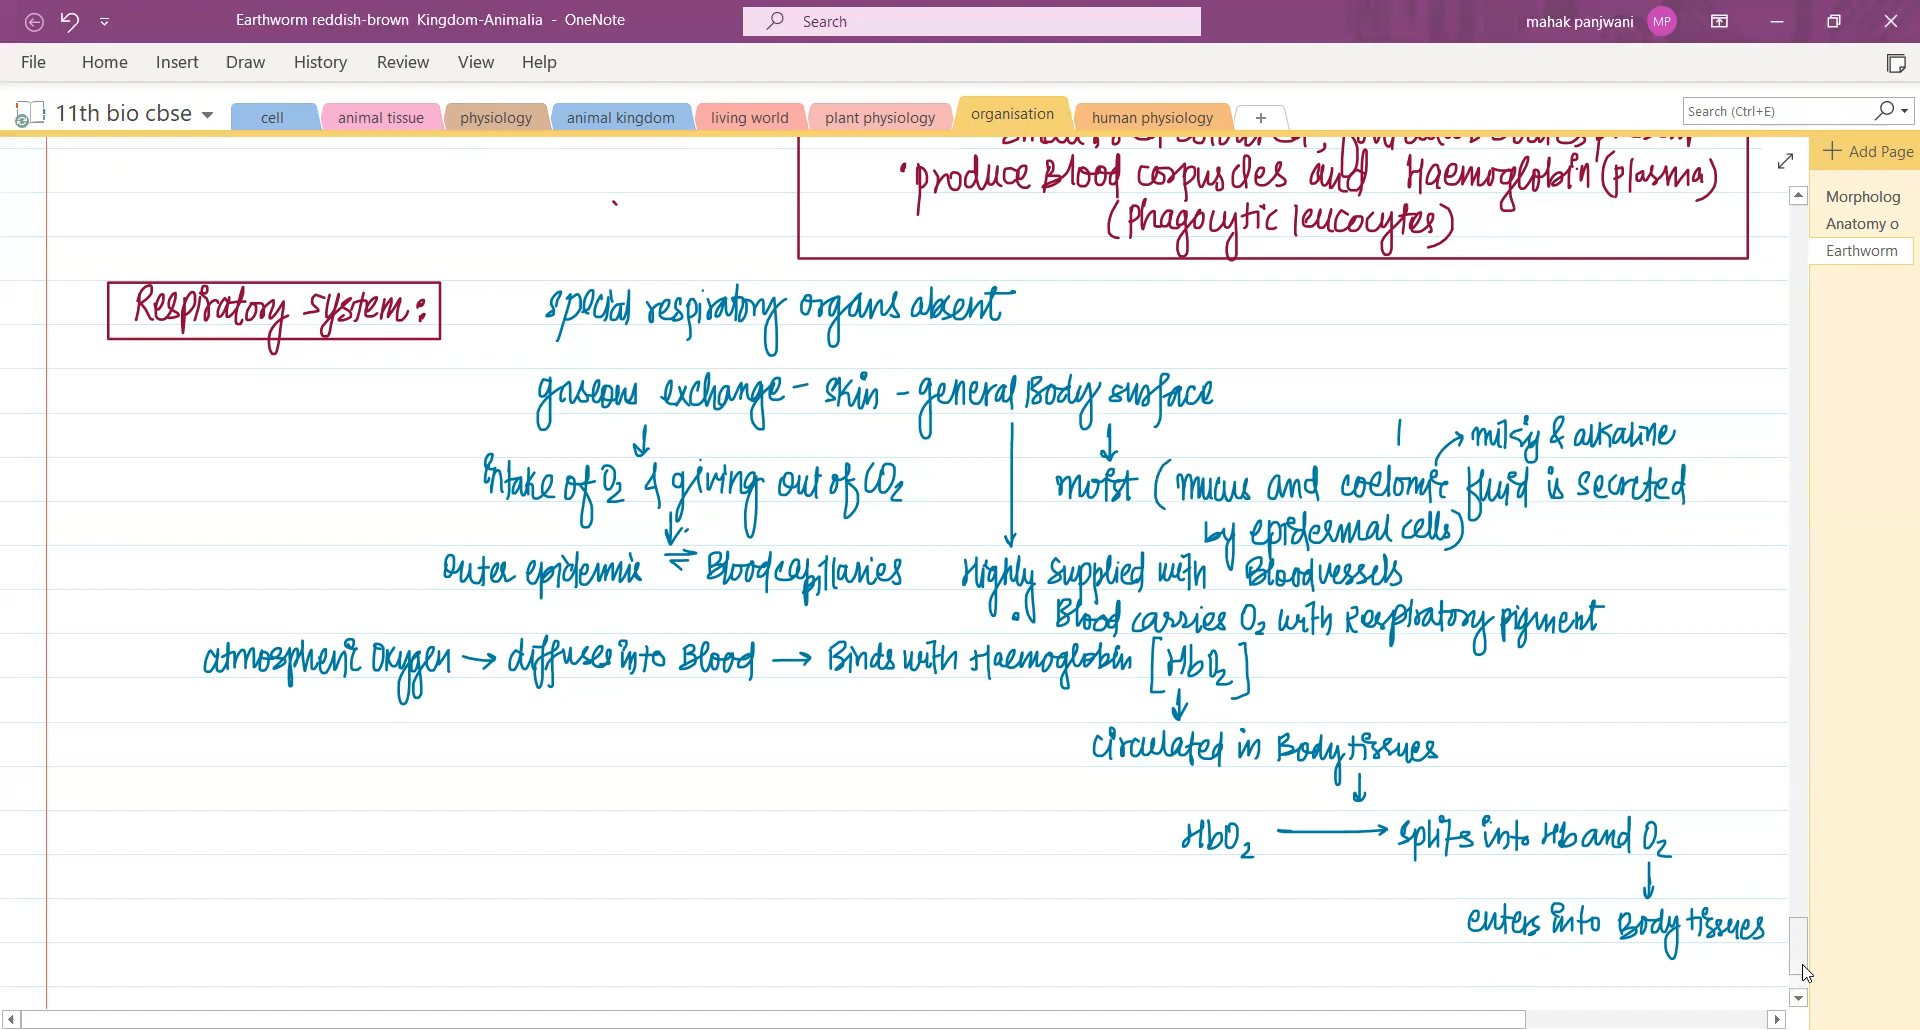 Earthworm reddish-brown Kingdom-Animalia - OneNote
Search
mahak panjwani
MP
File Home Insert Draw History Review View Help
11th bio cbse
cell
animal tissue
physiology
animal kingdom
living world
plant physiology
organisation
human physiology
+
Search (Ctrl+E)
Add Page
Morpholog
Anatomy o
Earthworm
• produce Blood corpuscles and Haemoglobin (plasma)
(Phagocytic leucocytes)
Respiratory system:
special respiratory organs absent
gaseous exchange - skin - general Body surface
→ milky & alkaline
Intake of O2 & giving out of CO2
moist (mucus and coelomic fluid is secreted
by epidermal cells)
outer epidermis ⇌ Blood capillaries
Highly supplied with Blood vessels
• Blood carries O2 with Respiratory pigment
atmospheric oxygen → diffuses into Blood → Binds with Haemoglobin [HbO2]
circulated in Body tissues
HbO2 → splits into Hb and O2
enters into Body tissues